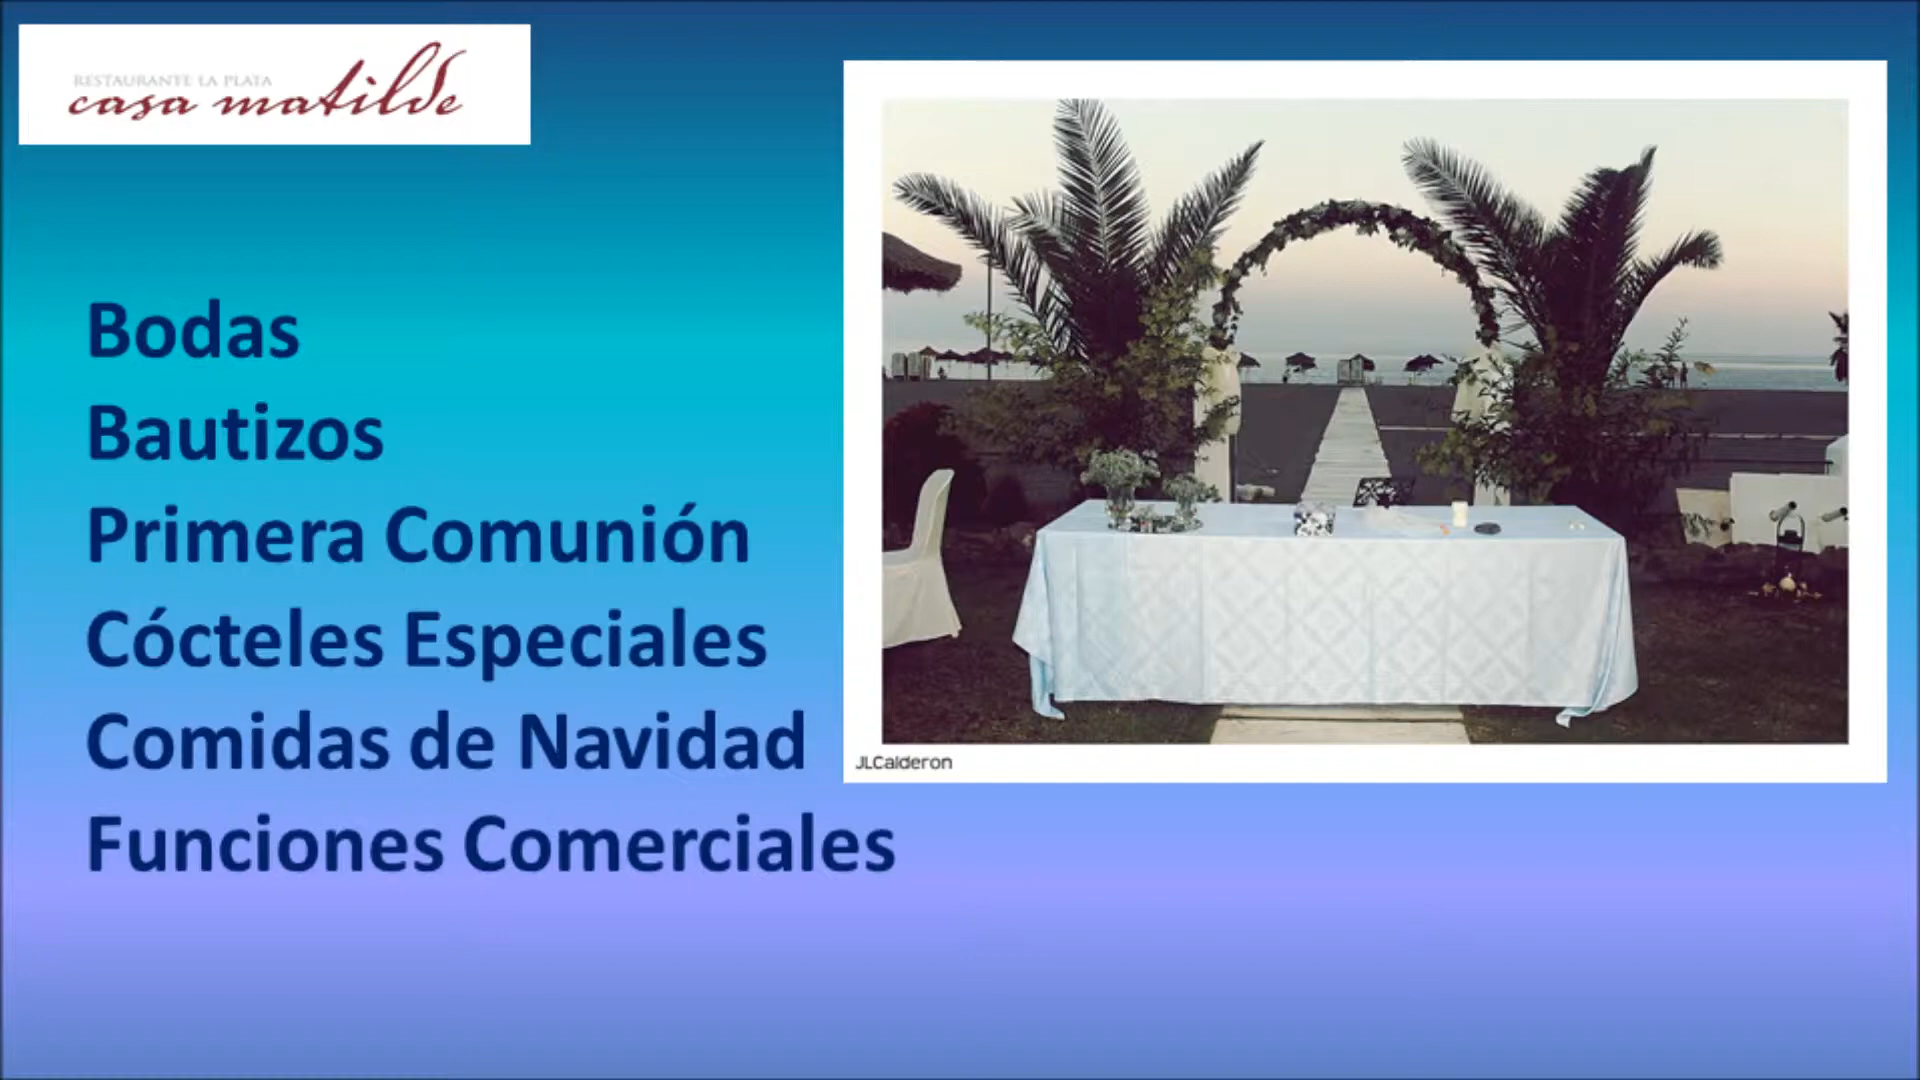 RESTAURANTE LA PLATA
casa matilde
Bodas
Bautizos
Primera Comunión
Cócteles Especiales
Comidas de Navidad
Funciones Comerciales
JLCalderon